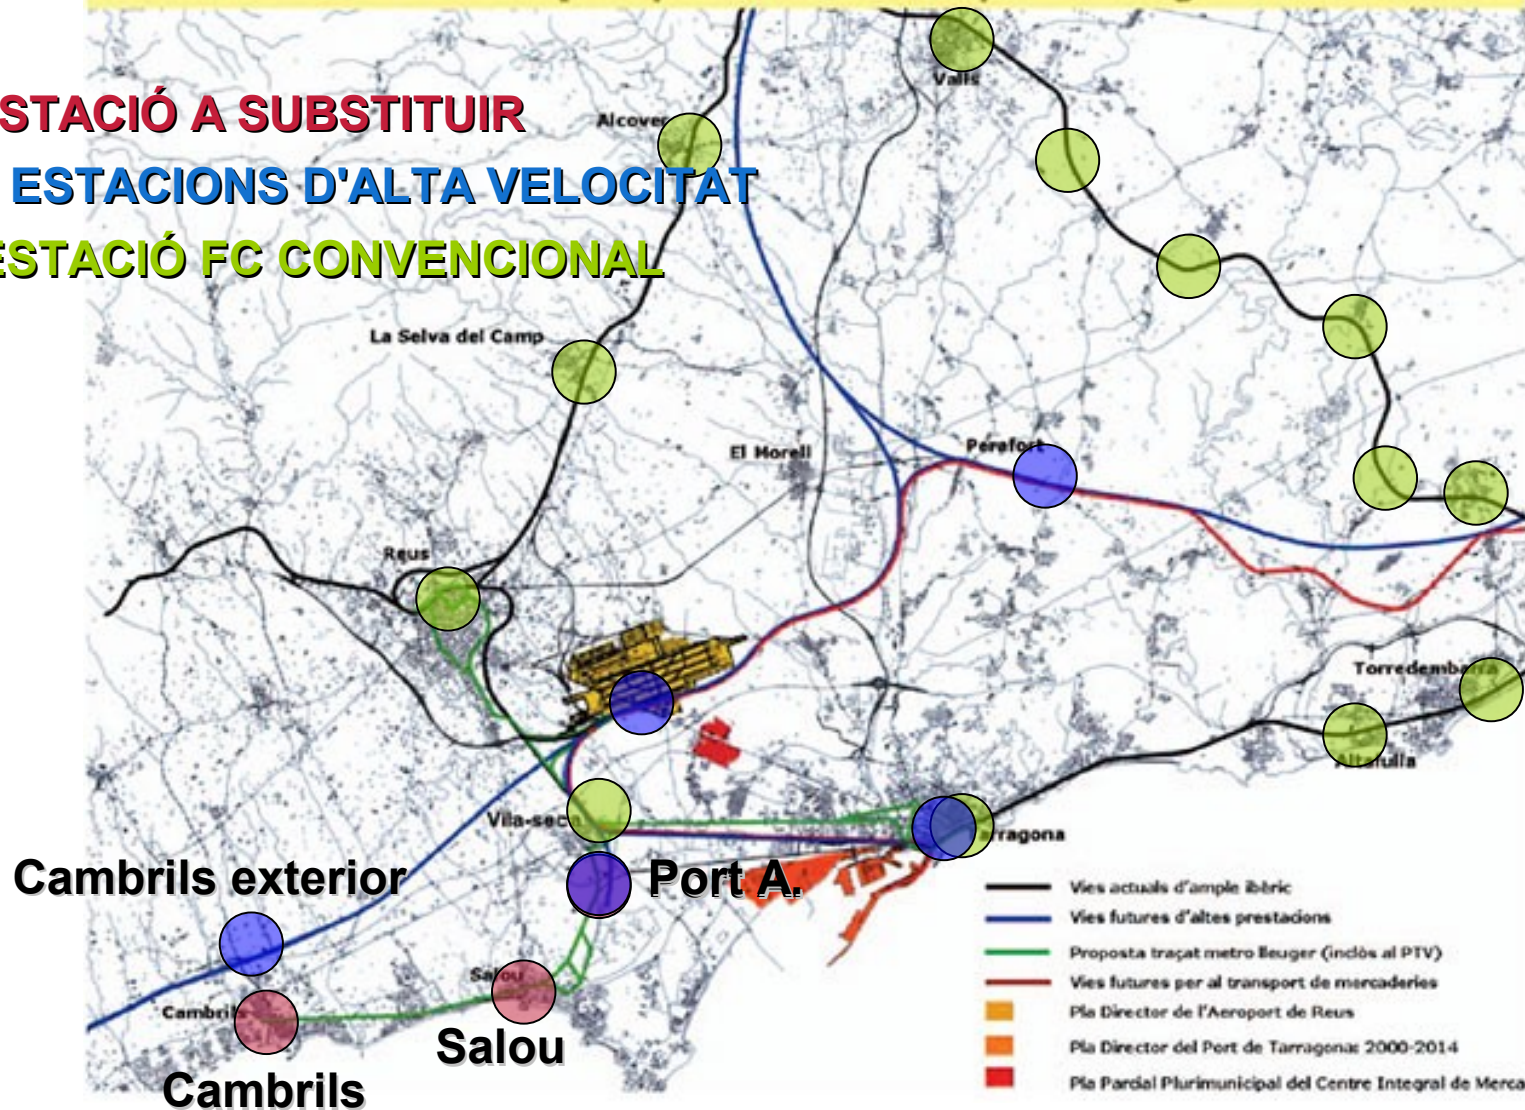 STACIÓ A SUBSTITUIR
ESTACIONS D'ALTA VELOCITAT
ESTACIÓ FC CONVENCIONAL
Valls
Alcover
La Selva del Camp
El Morell
Perafort
Reus
Torredembarra
Altafulla
Vila-seca
arragona
Cambrils exterior
Port A.
Salou
Cambrils
Salou
Cambrils
Vies actuals d'ample ibèric
Vies futures d'altes prestacions
Proposta traçat metro lleuger (inclòs al PTV)
Vies futures per al transport de mercaderies
Pla Director de l'Aeroport de Reus
Pla Director del Port de Tarragona: 2000-2014
Pla Parcial Plurimunicipal del Centre Integral de Merca